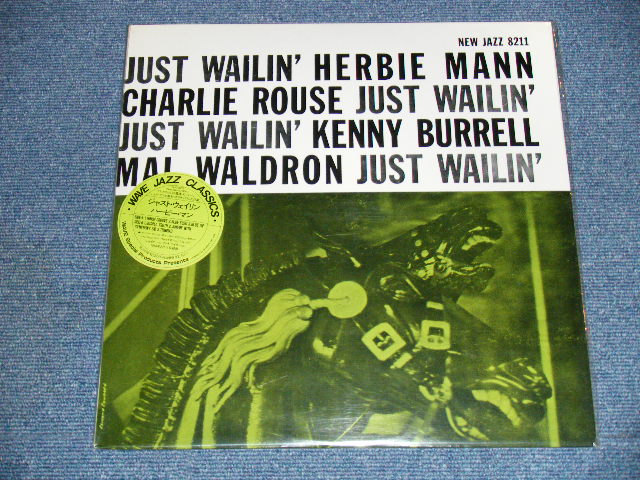 NEW JAZZ 8211
JUST WAILIN' HERBIE MANN
CHARLIE ROUSE JUST WAILIN'
JUST WAILIN' KENNY BURRELL
MAL WALDRON JUST WAILIN'
• WAVE JAZZ CLASSICS •
ジャスト・ウェイリン
ハービー・マン
Presents